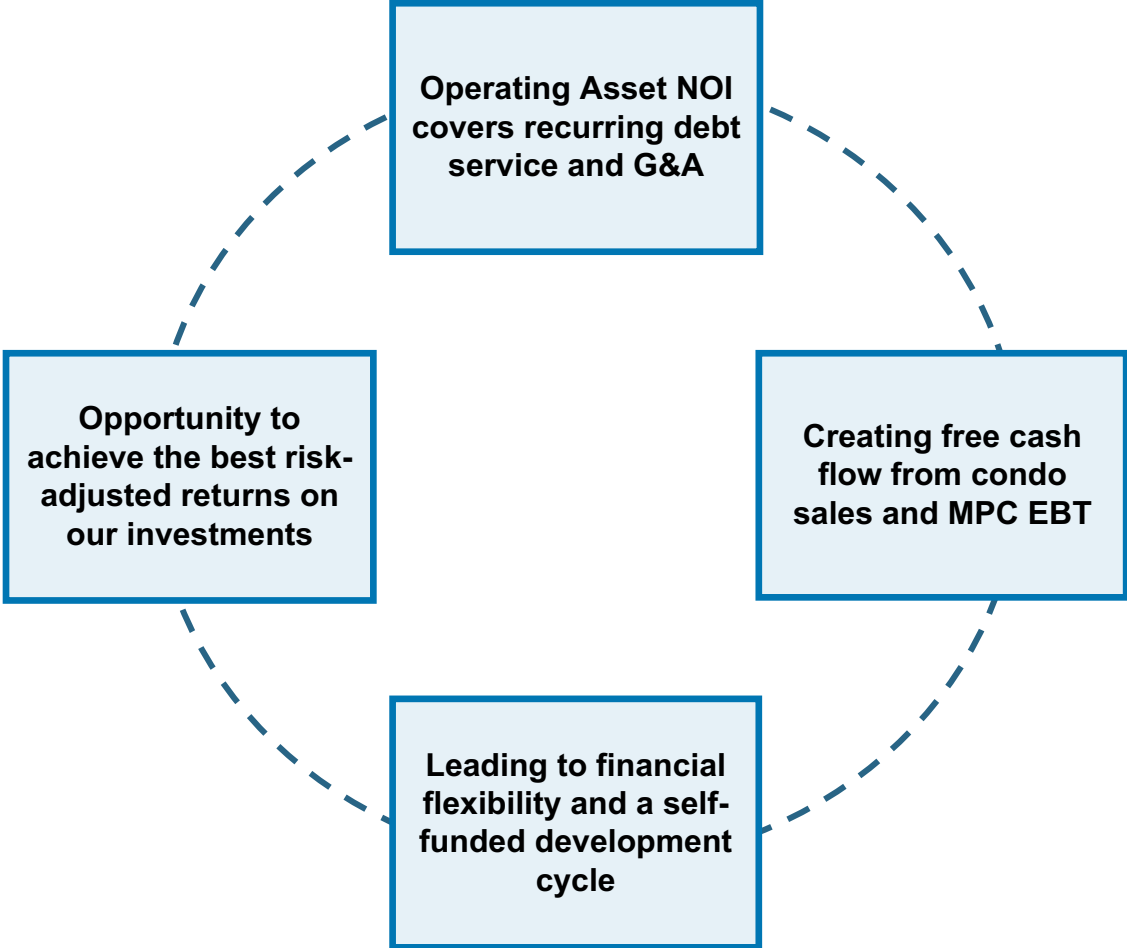 Operating Asset NOI
covers recurring debt
service and G&A
Creating free cash
flow from condo
sales and MPC EBT
Leading to financial
flexibility and a self-
funded development
cycle
Opportunity to
achieve the best risk-
adjusted returns on
our investments